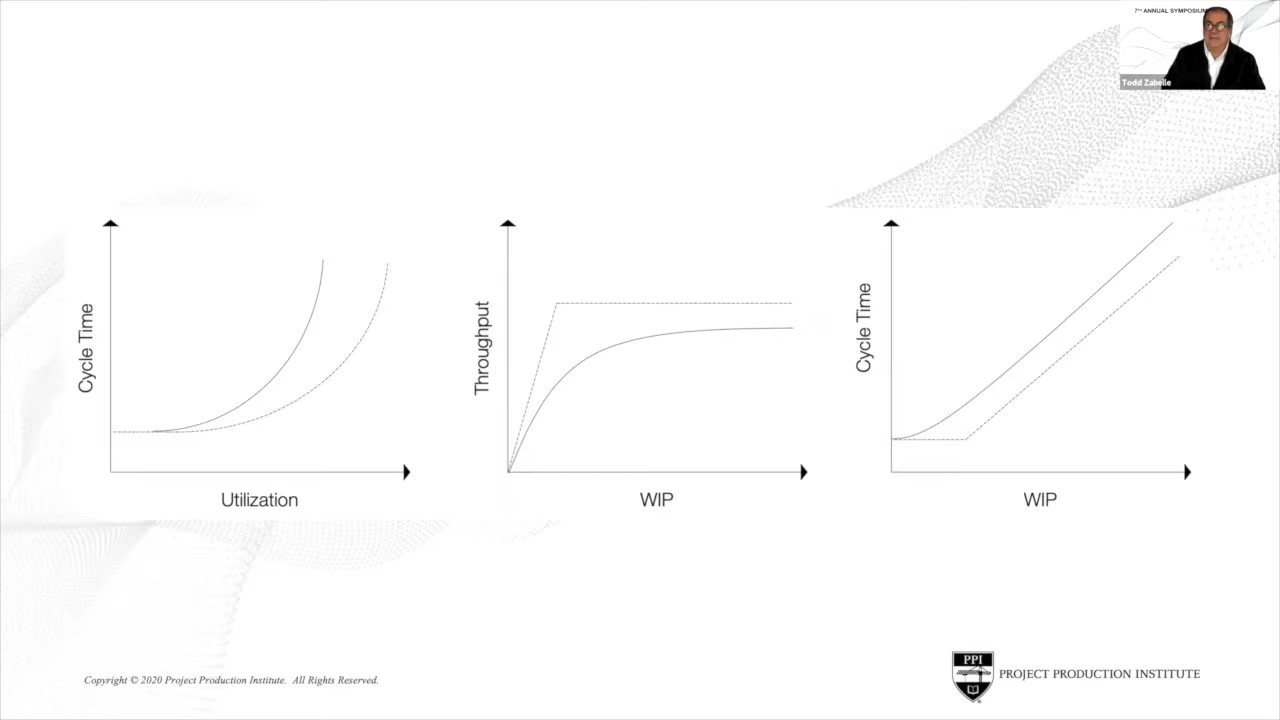 7TH ANNUAL SYMPOSIUM
Todd Zabelle
Cycle Time
Utilization
Throughput
WIP
Cycle Time
WIP
Copyright © 2020 Project Production Institute. All Rights Reserved.
PPI
PROJECT PRODUCTION INSTITUTE